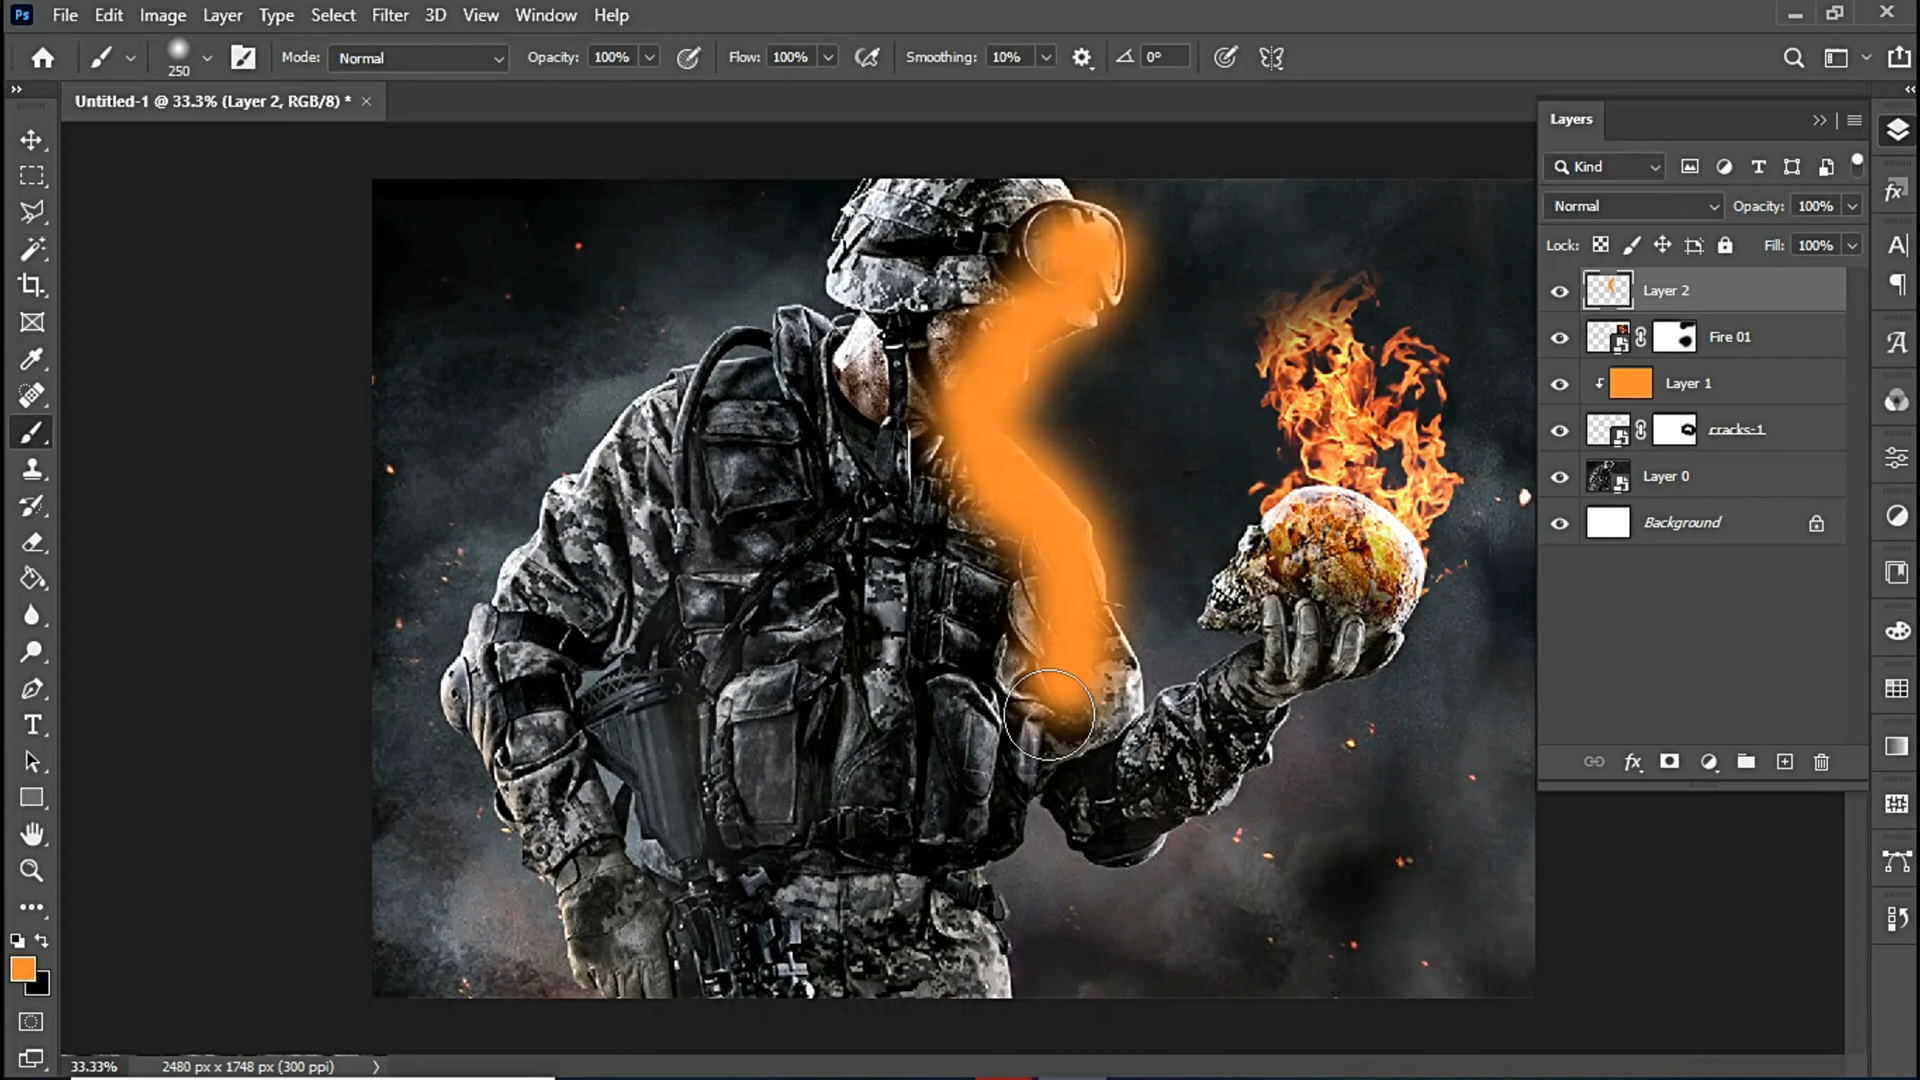 Ps File Edit Image Layer Type Select Filter 3D View Window Help
250 Mode: Normal Opacity: 100% Flow: 100% Smoothing: 10% 0°
Untitled-1 @ 33.3% (Layer 2, RGB/8) *
Layers
Kind
Normal Opacity: 100%
Lock: Fill: 100%
Layer 2
Fire 01
Layer 1
cracks-1
Layer 0
Background
33.33% 2480 px x 1748 px (300 ppi)